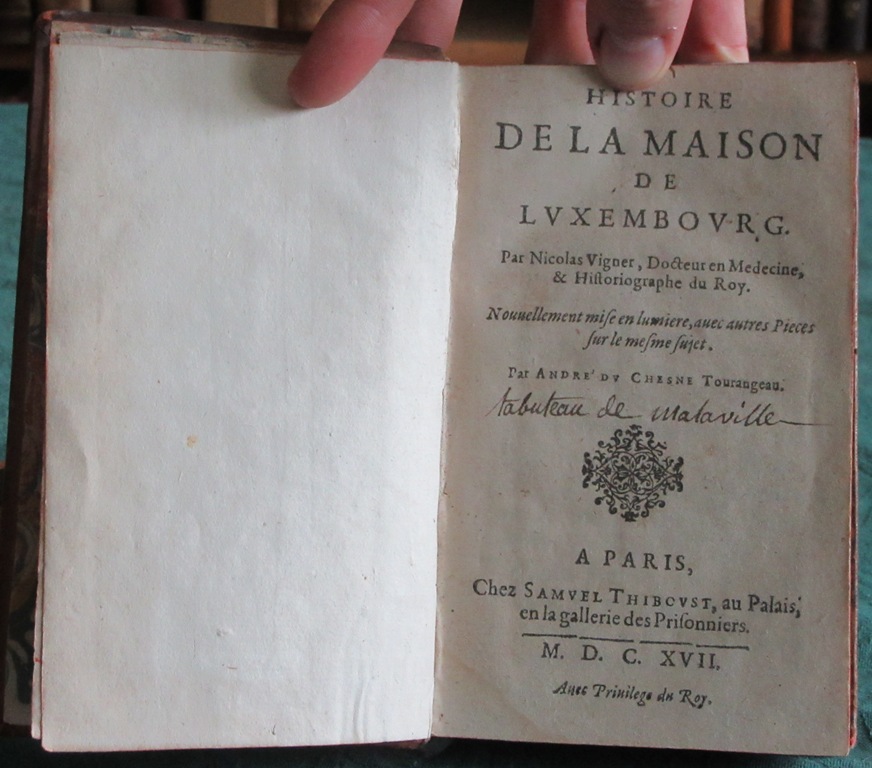 HISTOIRE
DE LA MAISON
DE
LVXEMBOVRG.
Par Nicolas Vigner, Docteur en Medecine,
& Hiſtoriographe du Roy.
Nouuellement miſe en lumiere, auec autres Pieces
ſur le meſme ſujet.
Par ANDRE' DV CHESNE Tourangeau.
tabuteau de mataville
A PARIS,
Chez SAMVEL THIBOVST, au Palais,
en la gallerie des Priſonniers.
M. D. C. XVII.
Auec Priuilege du Roy.